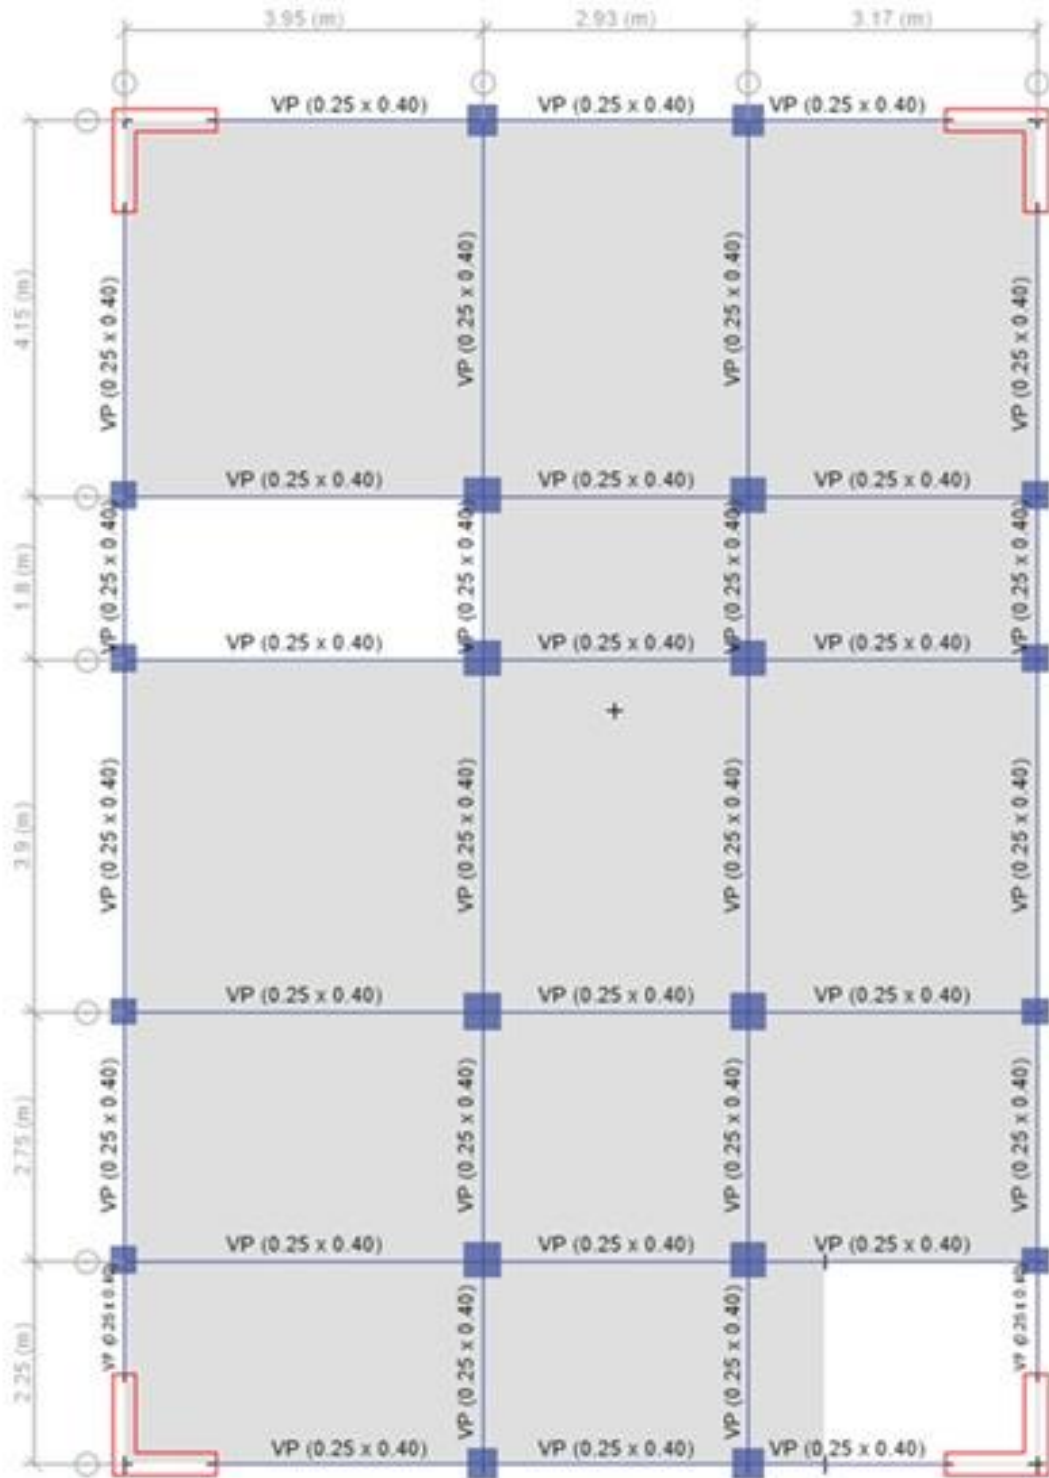 3.95 (m) 2.93 (m) 3.17 (m)
VP (0.25 x 0.40) VP (0.25 x 0.40) VP (0.25 x 0.40)
4.15 (m)
VP (0.25 x 0.40) VP (0.25 x 0.40) VP (0.25 x 0.40) VP (0.25 x 0.40)
VP (0.25 x 0.40) VP (0.25 x 0.40) VP (0.25 x 0.40)
1.8 (m)
VP (0.25 x 0.40) VP (0.25 x 0.40) VP (0.25 x 0.40) VP (0.25 x 0.40)
VP (0.25 x 0.40) VP (0.25 x 0.40) VP (0.25 x 0.40)
3.9 (m)
VP (0.25 x 0.40) VP (0.25 x 0.40) VP (0.25 x 0.40) VP (0.25 x 0.40)
VP (0.25 x 0.40) VP (0.25 x 0.40) VP (0.25 x 0.40)
2.75 (m)
VP (0.25 x 0.40) VP (0.25 x 0.40) VP (0.25 x 0.40) VP (0.25 x 0.40)
VP (0.25 x 0.40) VP (0.25 x 0.40) VP (0.25 x 0.40)
2.25 (m)
VP (0.25 x 0.40) VP (0.25 x 0.40) VP (0.25 x 0.40) VP (0.25 x 0.40)
VP (0.25 x 0.40) VP (0.25 x 0.40) VP (0.25 x 0.40)